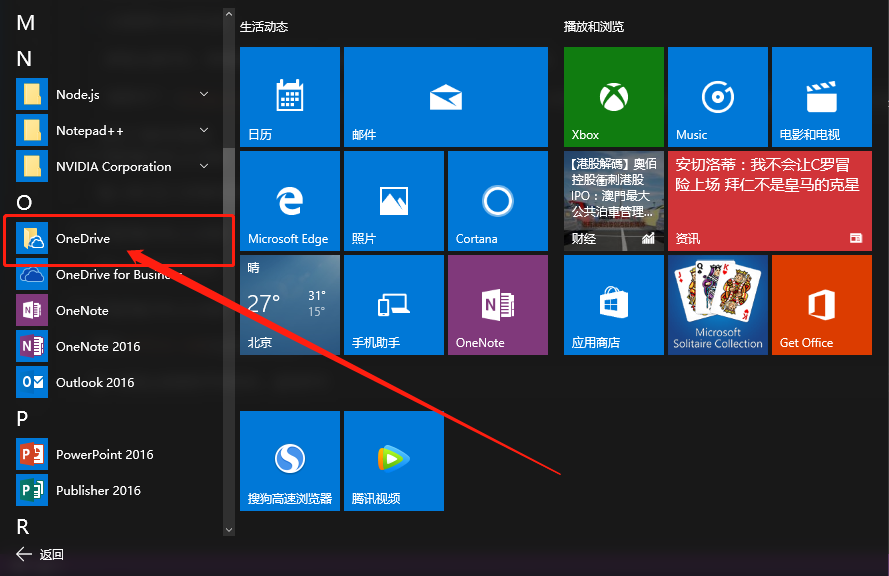 M
N
Node.js
Notepad++
NVIDIA Corporation
O
OneDrive
OneDrive for Business
OneNote
OneNote 2016
Outlook 2016
P
PowerPoint 2016
Publisher 2016
R
返回
生活动态
日历
邮件
Microsoft Edge
照片
Cortana
晴
27°
31°
15°
北京
手机助手
OneNote
搜狗高速浏览器
腾讯视频
播放和浏览
Xbox
Music
电影和电视
【港股解码】奥佰
控股衝刺港股
IPO：澳門最大
公共泊車管理...
财经
安切洛蒂：我不会让C罗冒
险上场 拜仁不是皇马的克星
资讯
应用商店
Microsoft
Solitaire Collection
Get Office